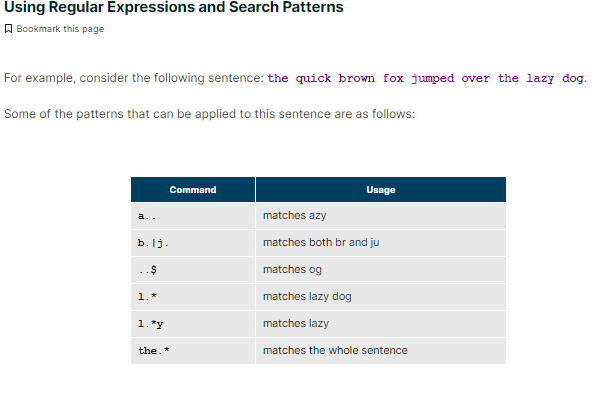 Using Regular Expressions and Search Patterns
Bookmark this page
For example, consider the following sentence: the quick brown fox jumped over the lazy dog.
Some of the patterns that can be applied to this sentence are as follows:
Command Usage
a.. matches azy
b.|j. matches both br and ju
..$ matches og
l.* matches lazy dog
l.*y matches lazy
the.* matches the whole sentence